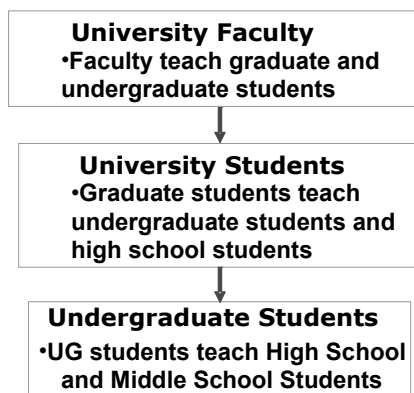 University Faculty
•Faculty teach graduate and
undergraduate students
University Students
•Graduate students teach
undergraduate students and
high school students
Undergraduate Students
•UG students teach High School
and Middle School Students